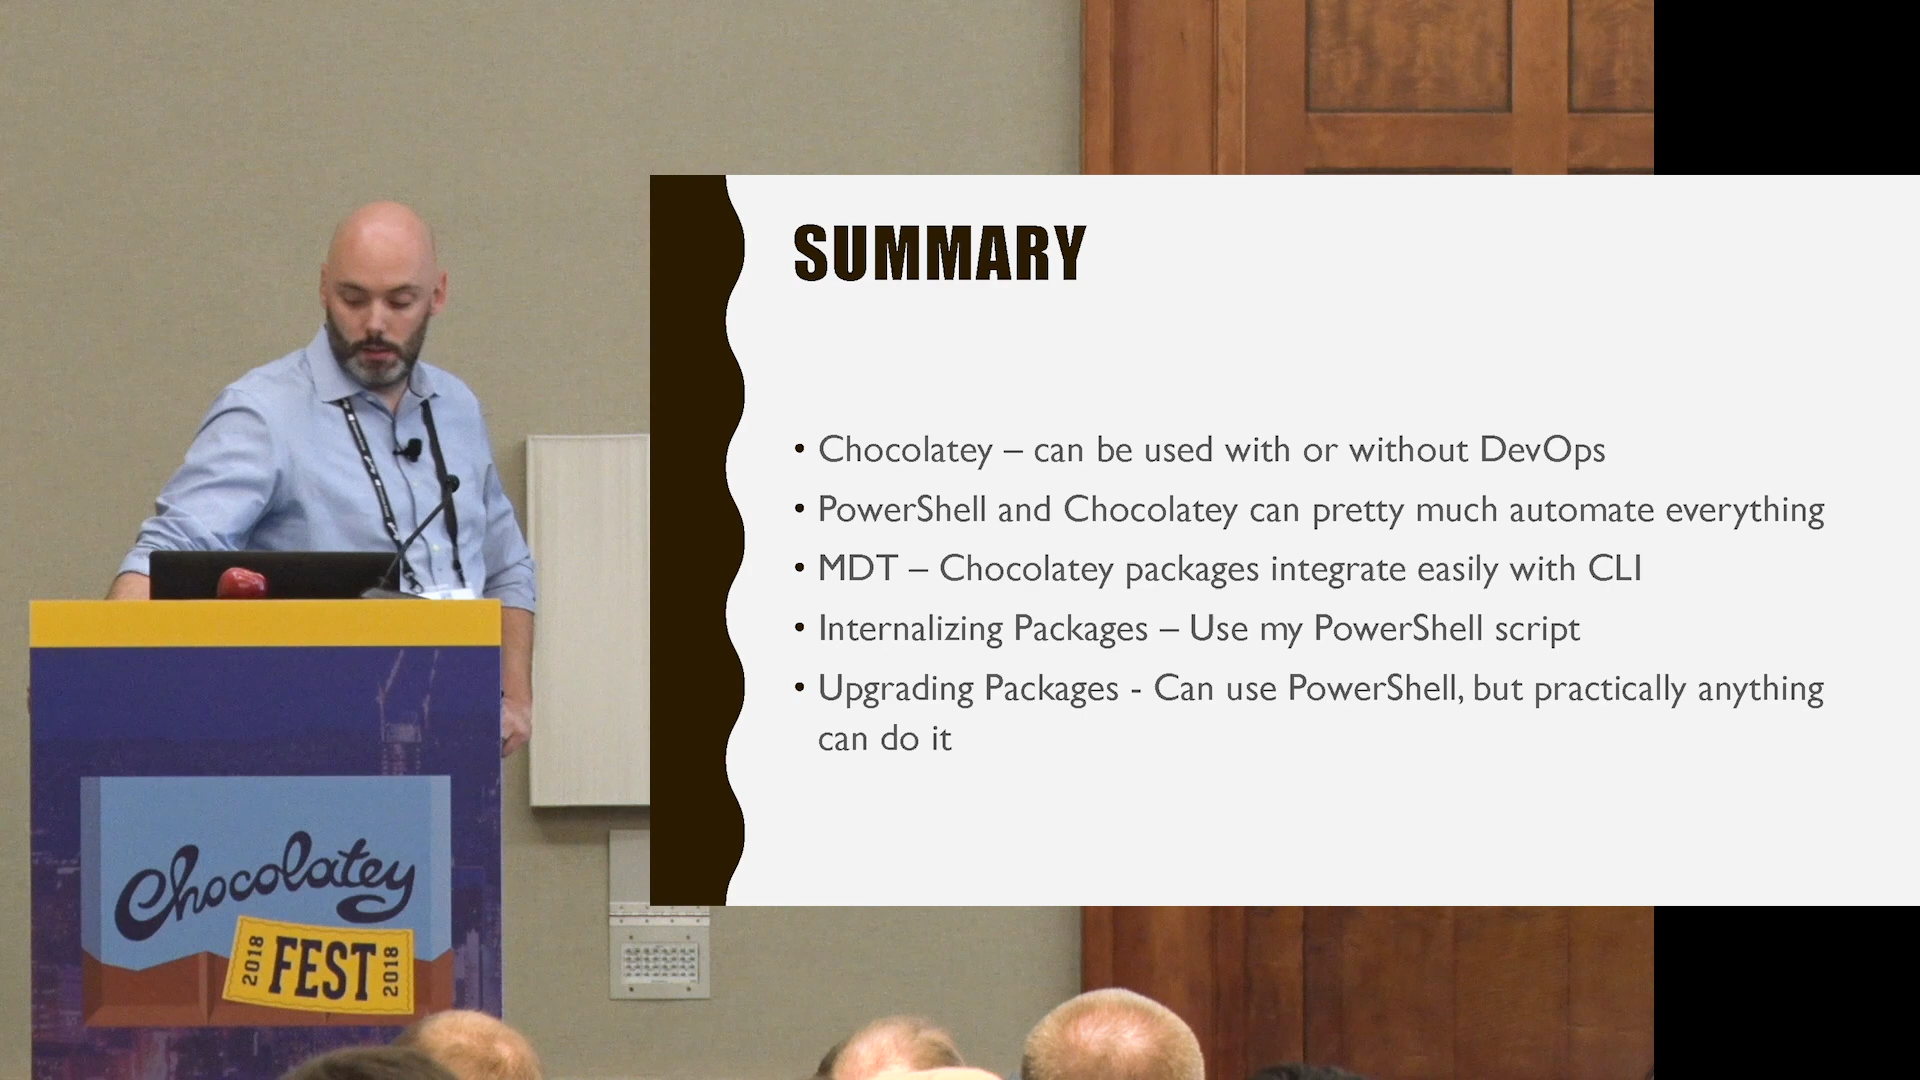 SUMMARY
• Chocolatey – can be used with or without DevOps
• PowerShell and Chocolatey can pretty much automate everything
• MDT – Chocolatey packages integrate easily with CLI
• Internalizing Packages – Use my PowerShell script
• Upgrading Packages - Can use PowerShell, but practically anything
can do it
Chocolatey
2018 FEST 2018